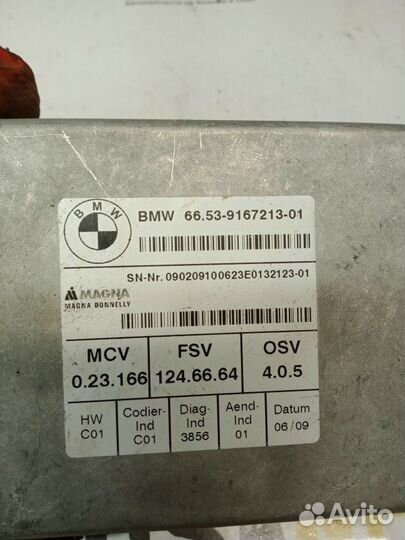 BMW
BMW 66.53-9167213-01
SN-Nr. 090209100623E0132123-01
MAGNA
MAGNA DONNELLY
MCV FSV OSV
0.23.166 124.66.64 4.0.5
HW Codier- Diag- Aend- Datum
C01 Ind Ind Ind 06/09
C01 3856 01
Avito